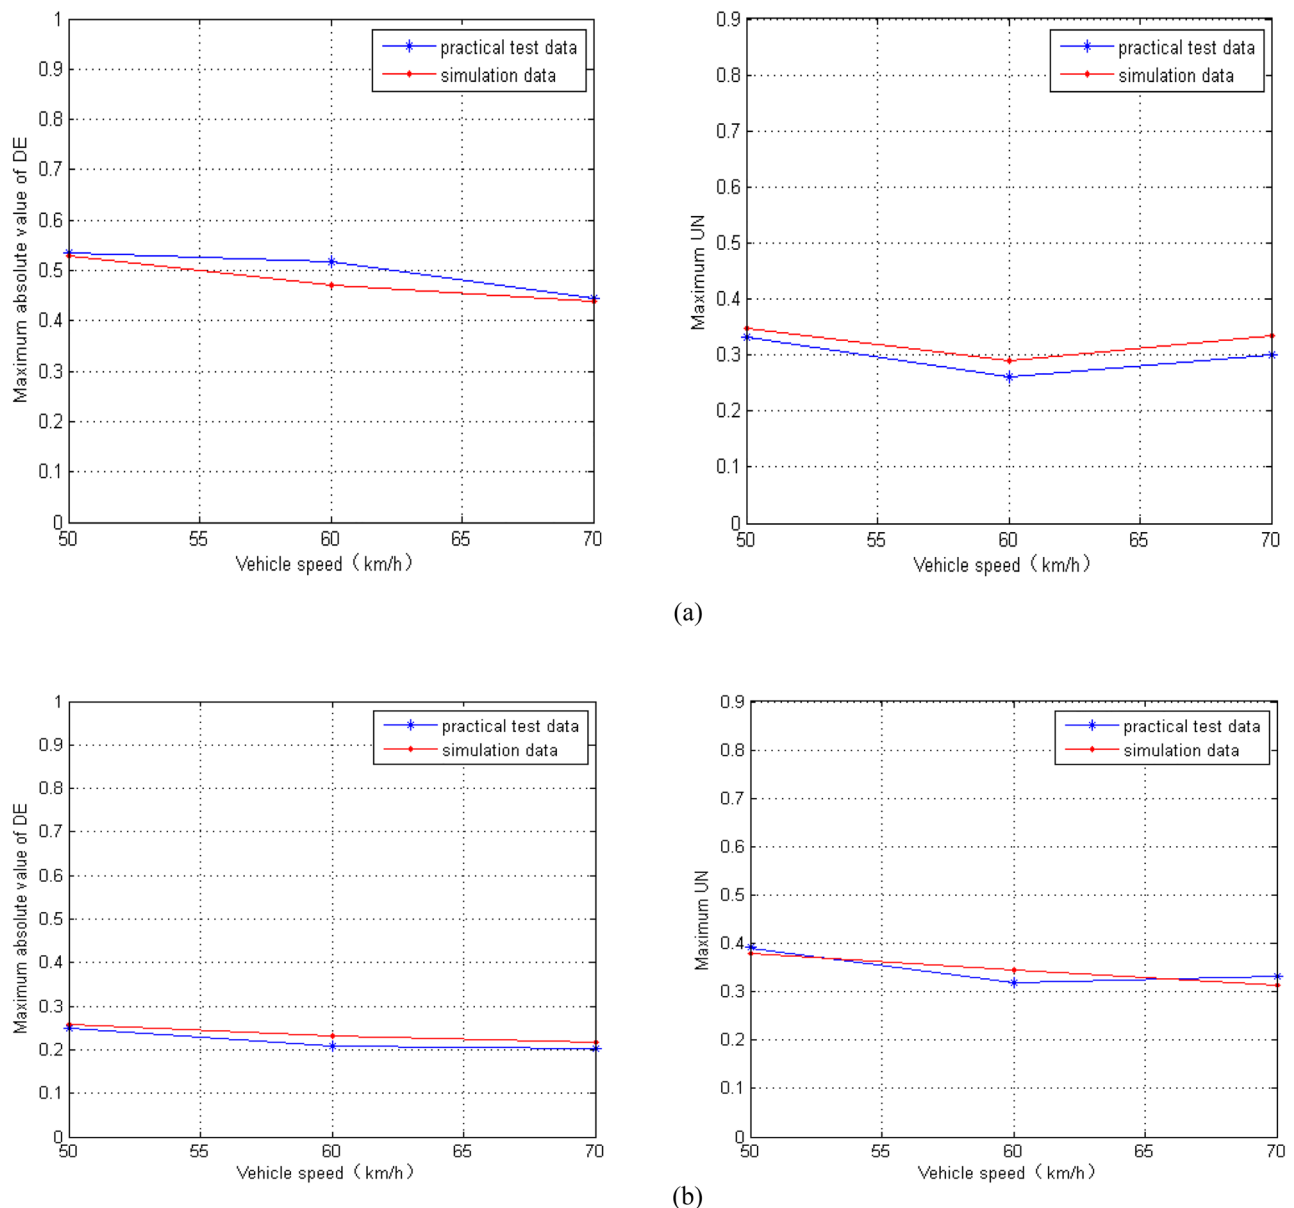 1
0.9
0.8
0.7
0.6
0.5
0.4
0.3
0.2
0.1
0
Maximum absolute value of DE
practical test data
simulation data
50 55 60 65 70
Vehicle speed（km/h）
0.9
0.8
0.7
0.6
0.5
0.4
0.3
0.2
0.1
0
Maximum UN
practical test data
simulation data
50 55 60 65 70
Vehicle speed（km/h）
(a)
1
0.9
0.8
0.7
0.6
0.5
0.4
0.3
0.2
0.1
0
Maximum absolute value of DE
practical test data
simulation data
50 55 60 65 70
Vehicle speed（km/h）
0.9
0.8
0.7
0.6
0.5
0.4
0.3
0.2
0.1
0
Maximum UN
practical test data
simulation data
50 55 60 65 70
Vehicle speed（km/h）
(b)